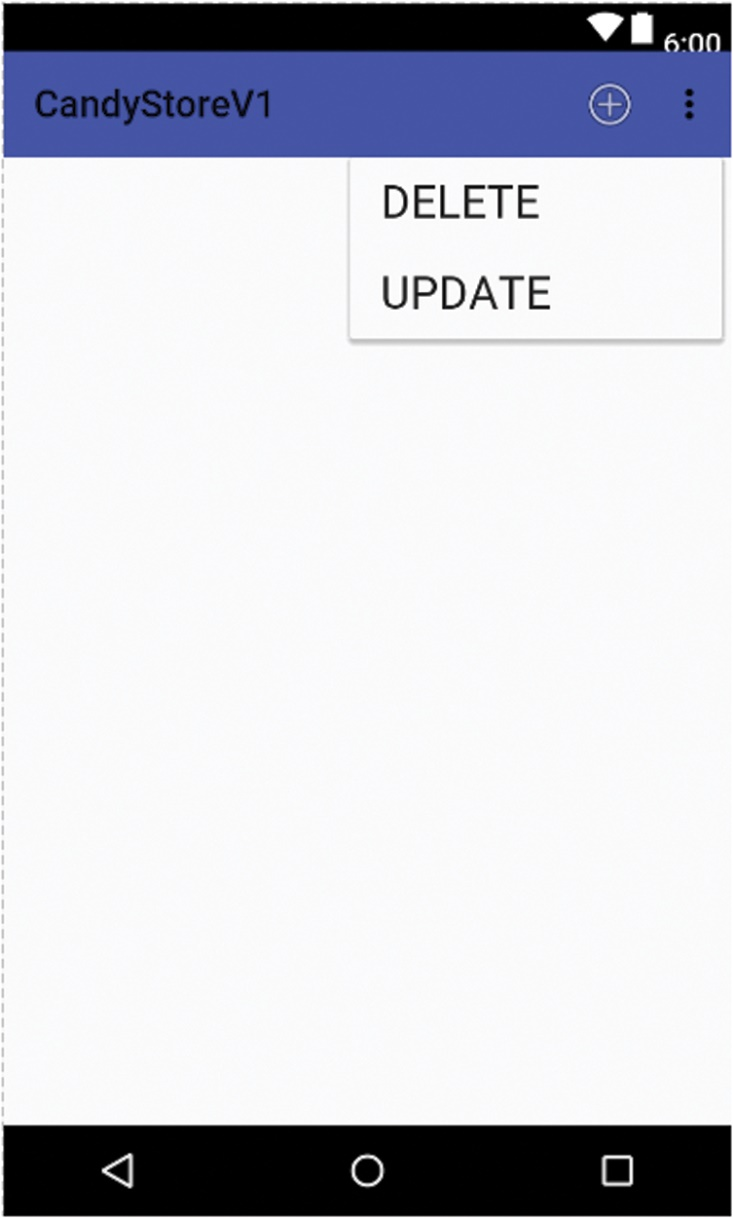 6:00
CandyStoreV1
DELETE
UPDATE